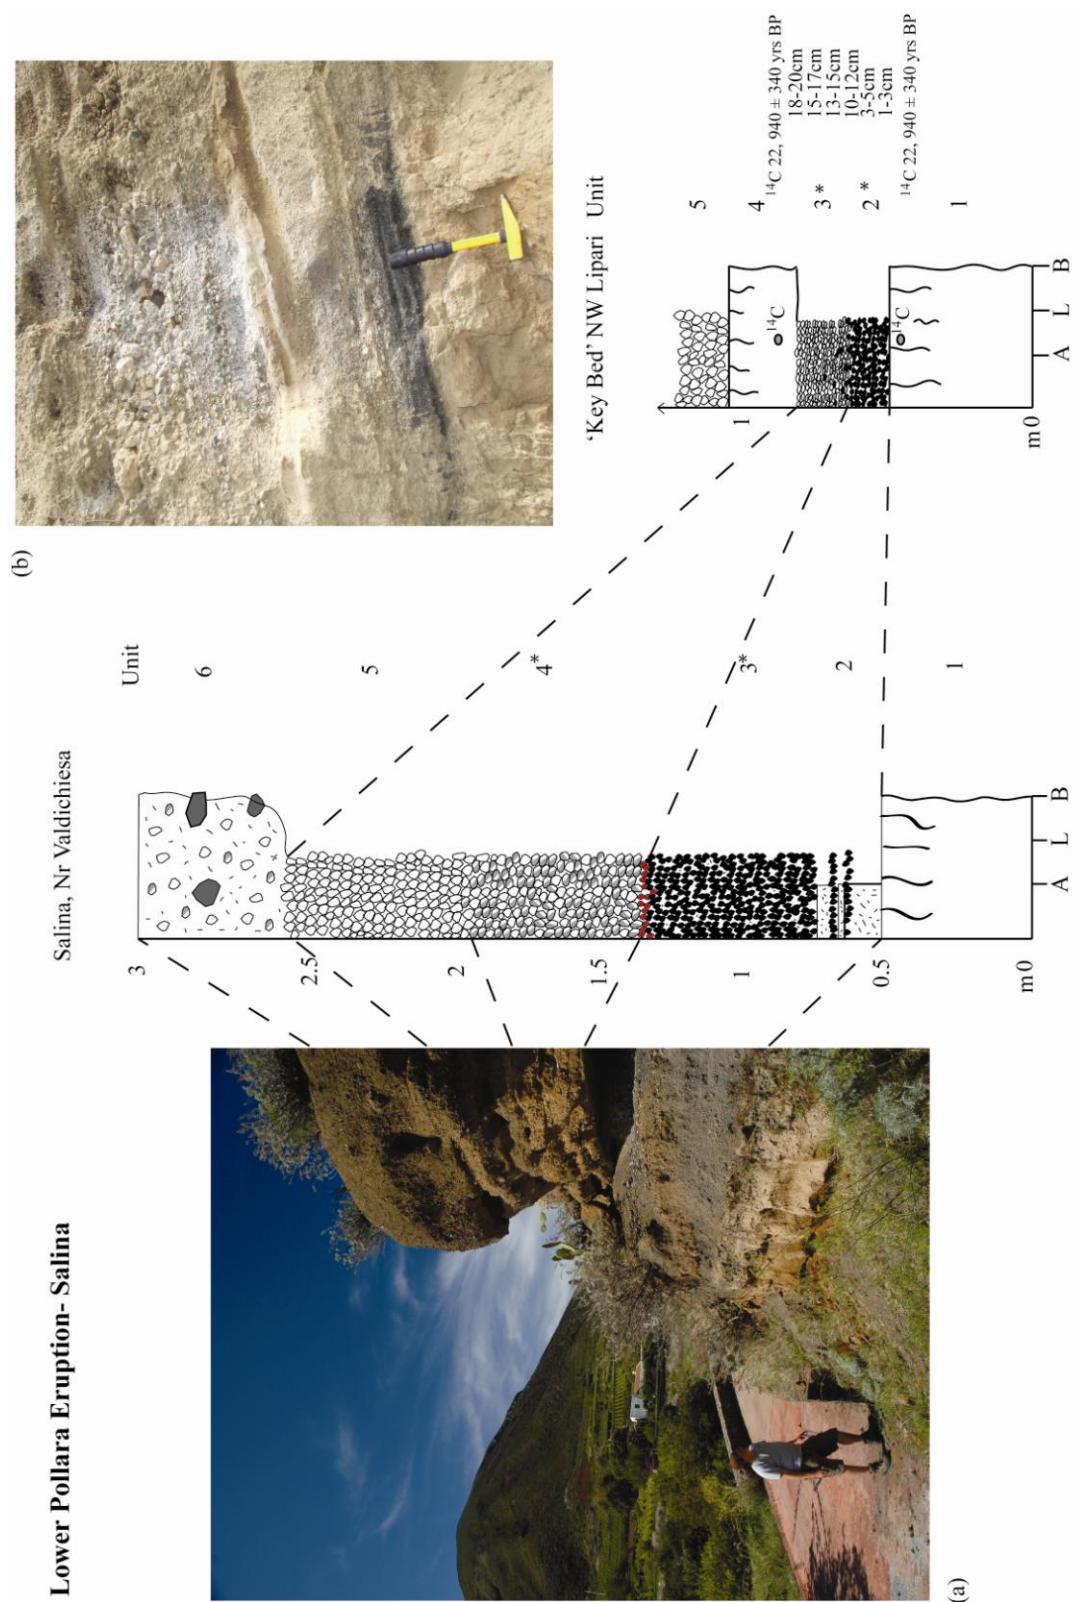 Lower Pollara Eruption- Salina
(a)
Salina, Nr Valdichiesa
Unit
3
2.5
2
1.5
1
0.5
m 0
6
5
4*
3*
2
1
A L B
(b)
'Key Bed' NW Lipari Unit
1
m 0
5
4
3*
2*
1
¹⁴C 22, 940 ± 340 yrs BP
18-20cm
15-17cm
13-15cm
10-12cm
3-5cm
1-3cm
¹⁴C 22, 940 ± 340 yrs BP
¹⁴C
¹⁴C
A L B